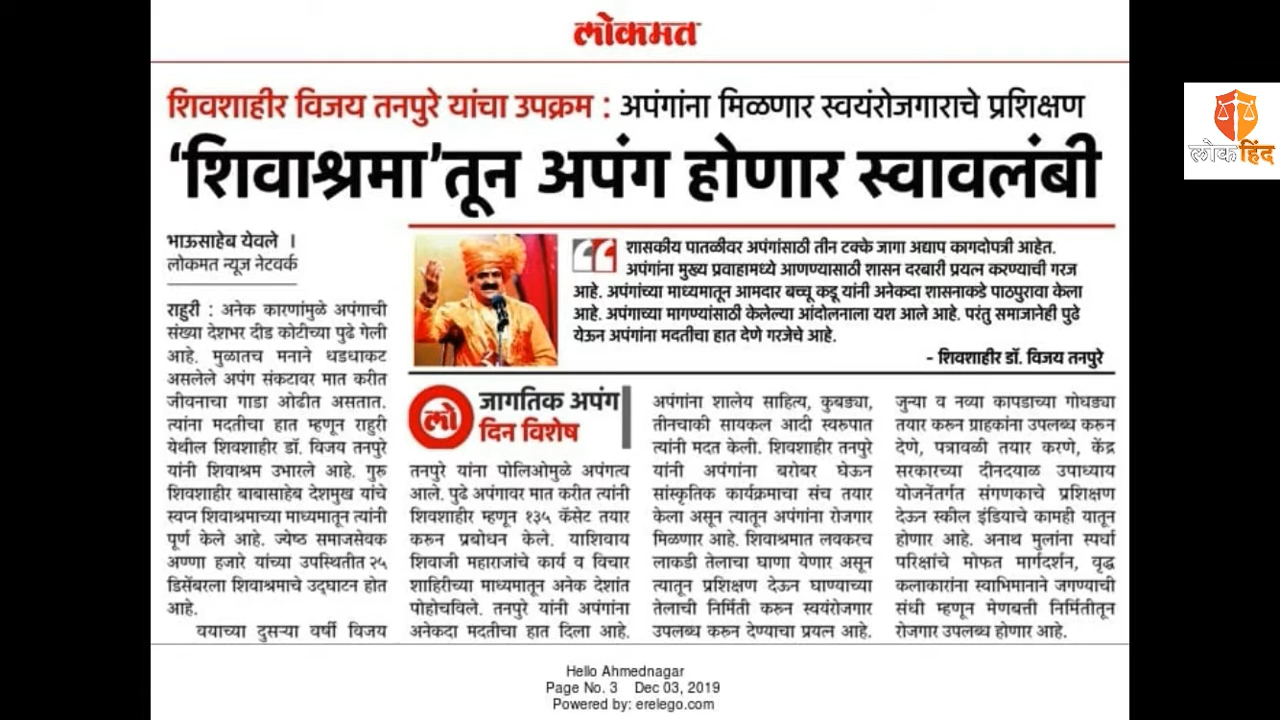 लोकमत
शिवशाहीर विजय तनपुरे यांचा उपक्रम : अपंगांना मिळणार स्वयंरोजगाराचे प्रशिक्षण
‘शिवाश्रमा’तून अपंग होणार स्वावलंबी
लोकहिंद
भाऊसाहेब येवले ।
लोकमत न्यूज नेटवर्क
राहुरी : अनेक कारणांमुळे अपंगाची
संख्या देशभर दीड कोटीच्या पुढे गेली
आहे. मुळातच मनाने धडधाकट
असलेले अपंग संकटावर मात करीत
जीवनाचा गाडा ओढीत असतात.
त्यांना मदतीचा हात म्हणून राहुरी
येथील शिवशाहीर डॉ. विजय तनपुरे
यांनी शिवाश्रम उभारले आहे. गुरु
शिवशाहीर बाबासाहेब देशमुख यांचे
स्वप्न शिवाश्रमाच्या माध्यमातून त्यांनी
पूर्ण केले आहे. ज्येष्ठ समाजसेवक
अण्णा हजारे यांच्या उपस्थितीत २५
डिसेंबरला शिवाश्रमाचे उद्घाटन होत
आहे.
वयाच्या दुसऱ्या वर्षी विजय
शासकीय पातळीवर अपंगांसाठी तीन टक्के जागा अद्याप कागदोपत्री आहेत.
अपंगांना मुख्य प्रवाहामध्ये आणण्यासाठी शासन दरबारी प्रयत्न करण्याची गरज
आहे. अपंगांच्या माध्यमातून आमदार बच्चू कडू यांनी अनेकदा शासनाकडे पाठपुरावा केला
आहे. अपंगाच्या मागण्यांसाठी केलेल्या आंदोलनाला यश आले आहे. परंतु समाजानेही पुढे
येऊन अपंगांना मदतीचा हात देणे गरजेचे आहे.
- शिवशाहीर डॉ. विजय तनपुरे
लो
जागतिक अपंग
दिन विशेष
तनपुरे यांना पोलिओमुळे अपंगत्व
आले. पुढे अपंगावर मात करीत त्यांनी
शिवशाहीर म्हणून १३५ कॅसेट तयार
करून प्रबोधन केले. याशिवाय
शिवाजी महाराजांचे कार्य व विचार
शाहिरीच्या माध्यमातून अनेक देशांत
पोहोचविले. तनपुरे यांनी अपंगांना
अनेकदा मदतीचा हात दिला आहे.
अपंगांना शालेय साहित्य, कुबड्या,
तीनचाकी सायकल आदी स्वरुपात
त्यांनी मदत केली. शिवशाहीर तनपुरे
यांनी अपंगांना बरोबर घेऊन
सांस्कृतिक कार्यक्रमाचा संच तयार
केला असून त्यातून अपंगांना रोजगार
मिळणार आहे. शिवाश्रमात लवकरच
लाकडी तेलाचा घाणा येणार असून
त्यातून प्रशिक्षण देऊन घाण्याच्या
तेलाची निर्मिती करून स्वयंरोजगार
उपलब्ध करून देण्याचा प्रयत्न आहे.
जुन्या व नव्या कापडाच्या गोधड्या
तयार करून ग्राहकांना उपलब्ध करून
देणे, पत्रावळी तयार करणे, केंद्र
सरकारच्या दीनदयाळ उपाध्याय
योजनेंतर्गत संगणकाचे प्रशिक्षण
देऊन स्कील इंडियाचे कामही यातून
होणार आहे. अनाथ मुलांना स्पर्धा
परिक्षांचे मोफत मार्गदर्शन, वृद्ध
कलाकारांना स्वाभिमानाने जगण्याची
संधी म्हणून मेणबत्ती निर्मितीतून
रोजगार उपलब्ध होणार आहे.
Hello Ahmednagar
Page No. 3 Dec 03, 2019
Powered by: erelego.com